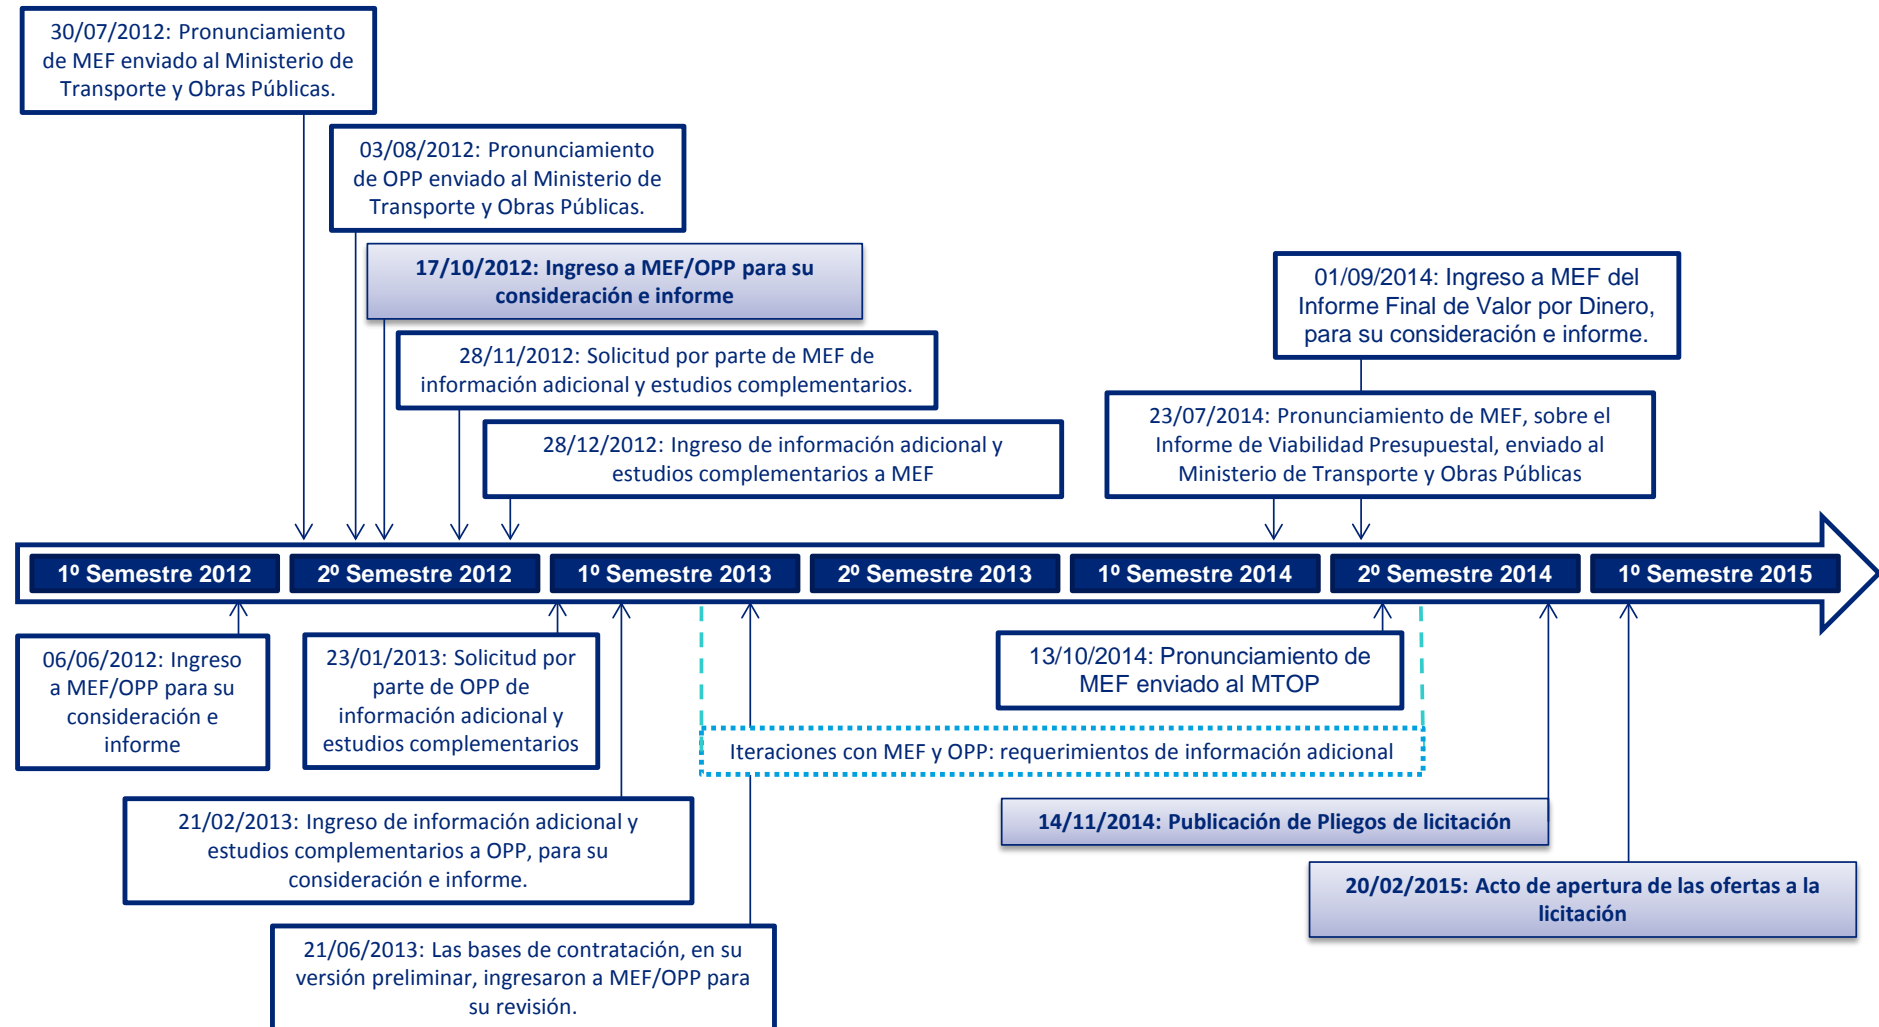 30/07/2012: Pronunciamiento
de MEF enviado al Ministerio de
Transporte y Obras Públicas.
03/08/2012: Pronunciamiento
de OPP enviado al Ministerio de
Transporte y Obras Públicas.
17/10/2012: Ingreso a MEF/OPP para su
consideración e informe
28/11/2012: Solicitud por parte de MEF de
información adicional y estudios complementarios.
28/12/2012: Ingreso de información adicional y
estudios complementarios a MEF
01/09/2014: Ingreso a MEF del
Informe Final de Valor por Dinero,
para su consideración e informe.
23/07/2014: Pronunciamiento de MEF, sobre el
Informe de Viabilidad Presupuestal, enviado al
Ministerio de Transporte y Obras Públicas
1º Semestre 2012
2º Semestre 2012
1º Semestre 2013
2º Semestre 2013
1º Semestre 2014
2º Semestre 2014
1º Semestre 2015
06/06/2012: Ingreso
a MEF/OPP para su
consideración e
informe
23/01/2013: Solicitud por
parte de OPP de
información adicional y
estudios complementarios
13/10/2014: Pronunciamiento de
MEF enviado al MTOP
Iteraciones con MEF y OPP: requerimientos de información adicional
21/02/2013: Ingreso de información adicional y
estudios complementarios a OPP, para su
consideración e informe.
14/11/2014: Publicación de Pliegos de licitación
20/02/2015: Acto de apertura de las ofertas a la
licitación
21/06/2013: Las bases de contratación, en su
versión preliminar, ingresaron a MEF/OPP para
su revisión.